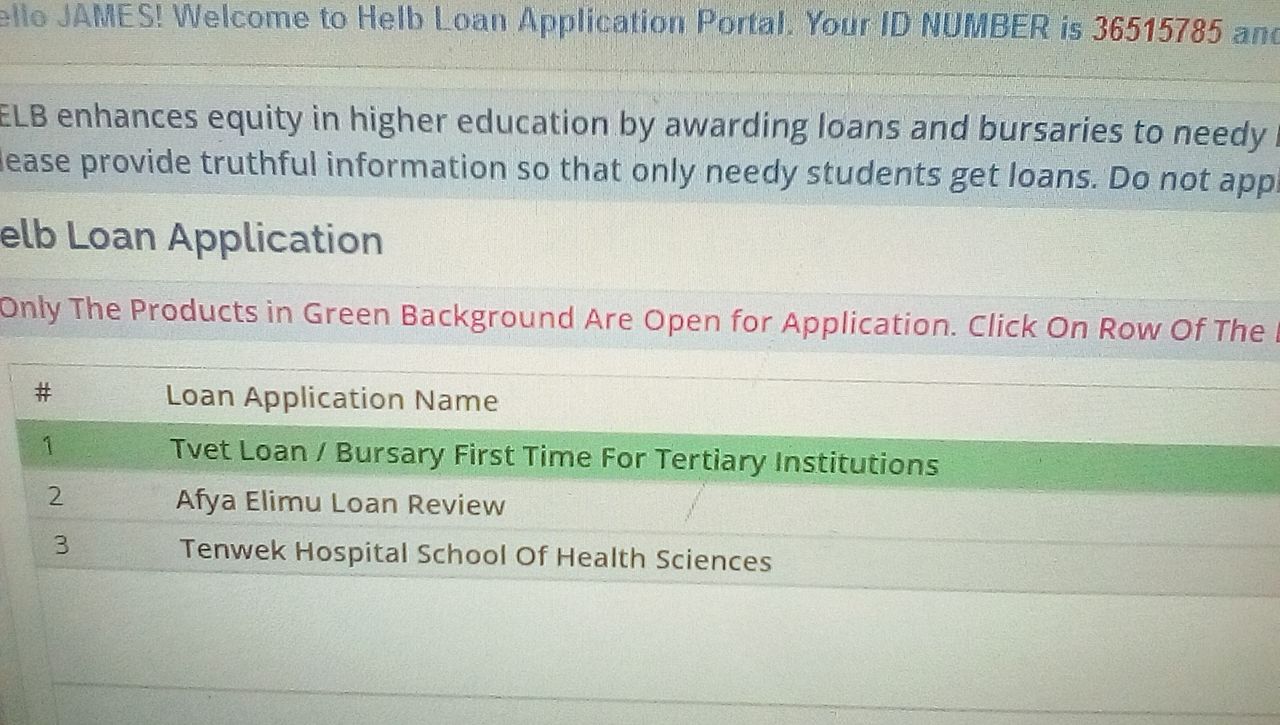 ello JAMES! Welcome to Helb Loan Application Portal. Your ID NUMBER is 36515785 and
ELB enhances equity in higher education by awarding loans and bursaries to needy
lease provide truthful information so that only needy students get loans. Do not appl
elb Loan Application
Only The Products in Green Background Are Open for Application. Click On Row Of The
# Loan Application Name
1 Tvet Loan / Bursary First Time For Tertiary Institutions
2 Afya Elimu Loan Review
3 Tenwek Hospital School Of Health Sciences